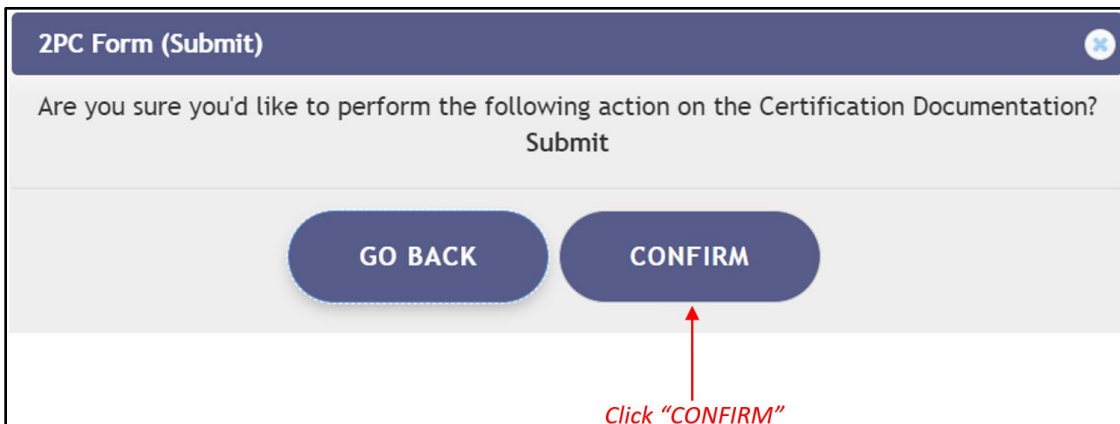 2PC Form (Submit)
Are you sure you'd like to perform the following action on the Certification Documentation?
Submit
GO BACK CONFIRM
Click “CONFIRM”